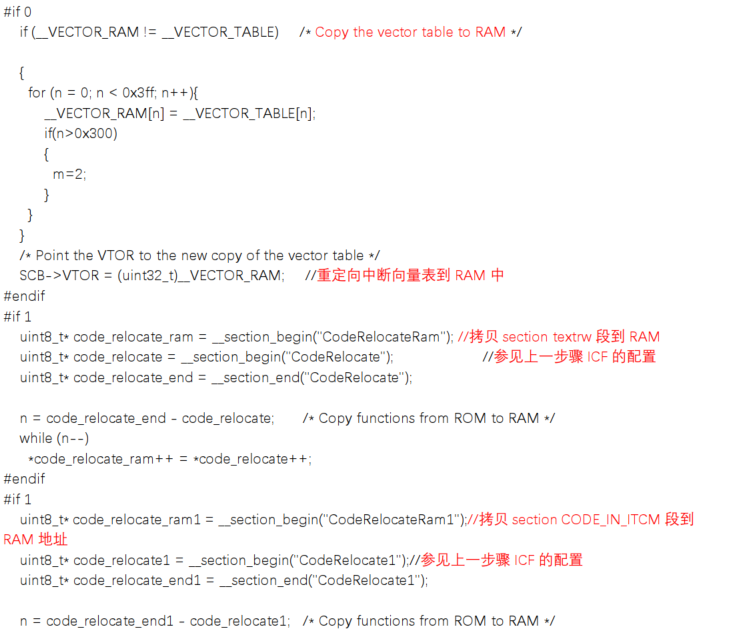 #if 0
if (__VECTOR_RAM != __VECTOR_TABLE) /* Copy the vector table to RAM */
{
for (n = 0; n < 0x3ff; n++){
__VECTOR_RAM[n] = __VECTOR_TABLE[n];
if(n>0x300)
{
m=2;
}
}
}
/* Point the VTOR to the new copy of the vector table */
SCB->VTOR = (uint32_t)__VECTOR_RAM; //重定向中断向量表到 RAM 中
#endif
#if 1
uint8_t* code_relocate_ram = __section_begin("CodeRelocateRam"); //拷贝 section textrw 段到 RAM
uint8_t* code_relocate = __section_begin("CodeRelocate"); //参见上一步骤 ICF 的配置
uint8_t* code_relocate_end = __section_end("CodeRelocate");
n = code_relocate_end - code_relocate; /* Copy functions from ROM to RAM */
while (n--)
*code_relocate_ram++ = *code_relocate++;
#endif
#if 1
uint8_t* code_relocate_ram1 = __section_begin("CodeRelocateRam1");//拷贝 section CODE_IN_ITCM 段到
RAM 地址
uint8_t* code_relocate1 = __section_begin("CodeRelocate1");//参见上一步骤 ICF 的配置
uint8_t* code_relocate_end1 = __section_end("CodeRelocate1");
n = code_relocate_end1 - code_relocate1; /* Copy functions from ROM to RAM */